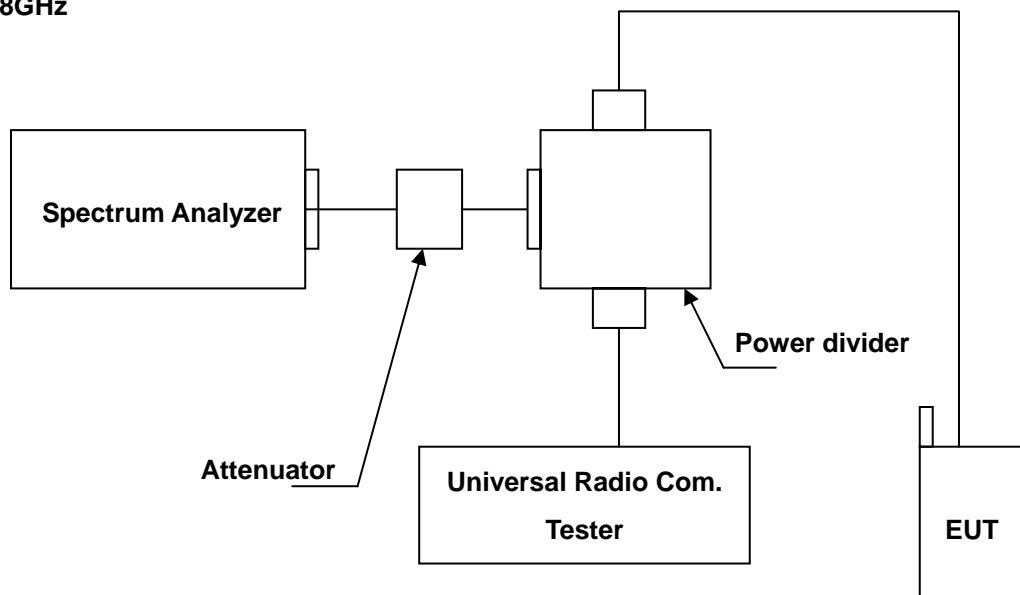 8GHz
Spectrum Analyzer
Power divider
Attenuator
Universal Radio Com.
Tester
EUT